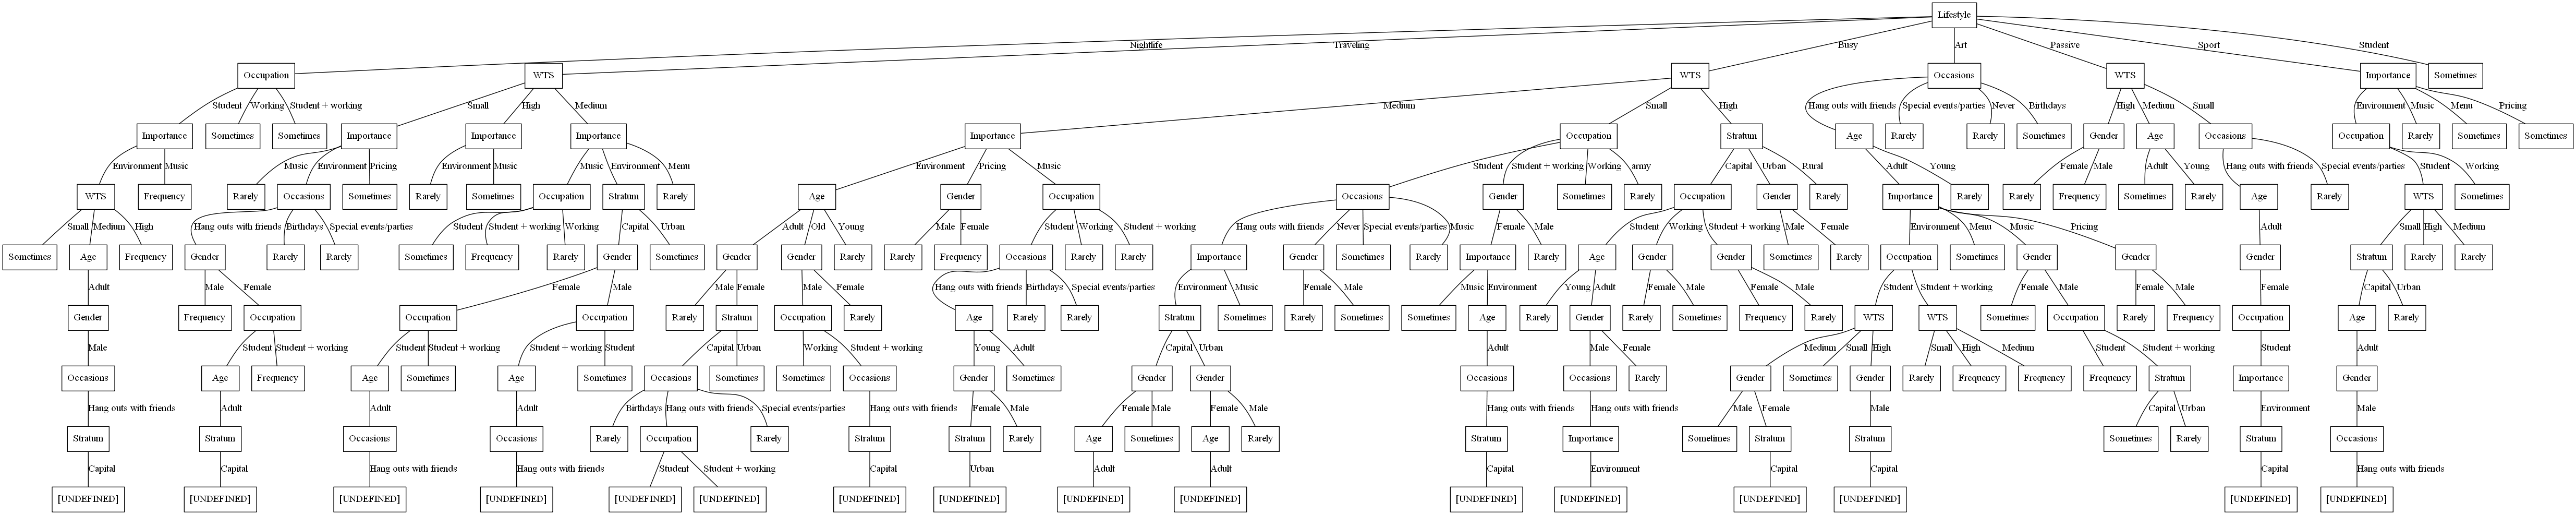 Lifestyle
Nightlife Traveling Busy Art Passive Sport Student
Occupation WTS WTS Occasions WTS Importance Sometimes
Student Working Student + working Small High Medium Medium Small High Hang outs with friends Special events/parties Never Birthdays High Medium Small Environment Music Menu Pricing
Importance Sometimes Sometimes Importance Importance Importance Importance Occupation Stratum Age Rarely Rarely Sometimes Gender Age Occasions Occupation Rarely Sometimes Sometimes
Environment Music Music Environment Pricing Environment Music Music Environment Menu Environment Pricing Music Student Student + working Working army Capital Urban Rural Adult Young Female Male Adult Young Hang outs with friends Special events/parties Student Working
WTS Frequency Rarely Occasions Sometimes Rarely Sometimes Occupation Stratum Rarely Age Gender Occupation Occasions Gender Sometimes Rarely Occupation Gender Rarely Importance Rarely Rarely Frequency Sometimes Rarely Age Rarely WTS Sometimes
Small Medium High Hang outs with friends Birthdays Special events/parties Student Student + working Working Capital Urban Adult Old Young Male Female Student Working Student + working Hang outs with friends Never Special events/parties Music Female Male Student Working Student + working Male Female Environment Menu Music Pricing Adult Small High Medium
Sometimes Age Frequency Gender Rarely Rarely Sometimes Frequency Rarely Gender Sometimes Gender Gender Rarely Rarely Frequency Occasions Rarely Rarely Importance Gender Sometimes Rarely Importance Rarely Age Gender Gender Sometimes Rarely Occupation Sometimes Gender Gender Gender Stratum Rarely Rarely
Adult Male Female Female Male Male Female Male Female Hang outs with friends Birthdays Special events/parties Environment Music Female Male Music Environment Young Adult Female Male Female Male Student Student + working Female Male Female Male Female Capital Urban
Gender Frequency Occupation Occupation Occupation Rarely Stratum Occupation Rarely Age Rarely Rarely Stratum Sometimes Rarely Sometimes Sometimes Age Rarely Gender Rarely Sometimes Frequency Rarely WTS WTS Sometimes Occupation Rarely Frequency Occupation Age Rarely
Male Student Student + working Student Student + working Student + working Student Capital Urban Working Student + working Young Adult Capital Urban Adult Male Female Medium Small High Small High Medium Student Student + working Student Adult
Occasions Age Frequency Age Sometimes Age Sometimes Occasions Sometimes Sometimes Occasions Gender Sometimes Gender Gender Occasions Occasions Rarely Gender Sometimes Gender Rarely Frequency Frequency Frequency Stratum Importance Gender
Hang outs with friends Adult Adult Adult Birthdays Hang outs with friends Special events/parties Hang outs with friends Female Male Female Male Female Male Hang outs with friends Hang outs with friends Male Female Male Capital Urban Environment Male
Stratum Stratum Occasions Occasions Rarely Occupation Rarely Stratum Stratum Rarely Age Sometimes Age Rarely Stratum Importance Sometimes Stratum Stratum Sometimes Rarely Stratum Occasions
Capital Capital Hang outs with friends Hang outs with friends Student Student + working Capital Urban Adult Adult Capital Environment Capital Capital Capital Hang outs with friends
[UNDEFINED] [UNDEFINED] [UNDEFINED] [UNDEFINED] [UNDEFINED] [UNDEFINED] [UNDEFINED] [UNDEFINED] [UNDEFINED] [UNDEFINED] [UNDEFINED] [UNDEFINED] [UNDEFINED] [UNDEFINED] [UNDEFINED] [UNDEFINED]